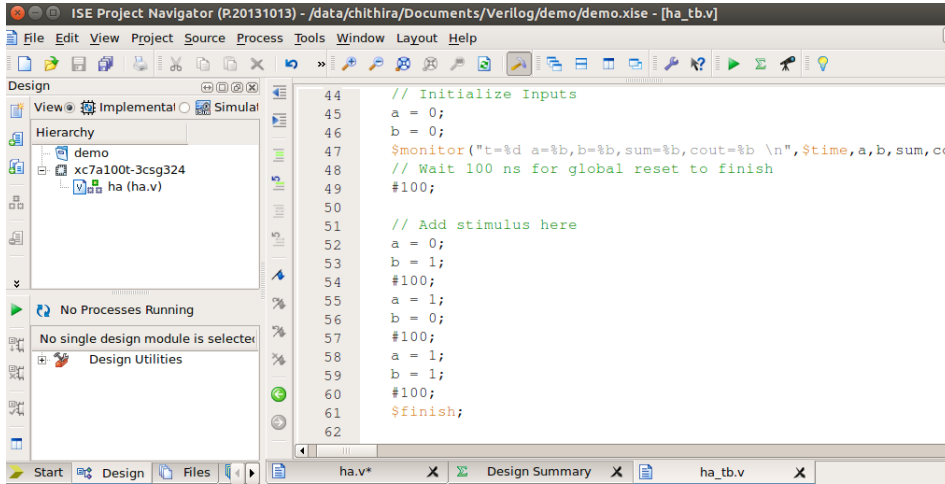 ISE Project Navigator (P.20131013) - /data/chithira/Documents/Verilog/demo/demo.xise - [ha_tb.v]
File Edit View Project Source Process Tools Window Layout Help
Design
View Implementat Simulat
Hierarchy
demo
xc7a100t-3csg324
ha (ha.v)
No Processes Running
No single design module is selected
Design Utilities
44 // Initialize Inputs
45 a = 0;
46 b = 0;
47 $monitor("t=%d a=%b,b=%b,sum=%b,cout=%b \n",$time,a,b,sum,co
48 // Wait 100 ns for global reset to finish
49 #100;
50
51 // Add stimulus here
52 a = 0;
53 b = 1;
54 #100;
55 a = 1;
56 b = 0;
57 #100;
58 a = 1;
59 b = 1;
60 #100;
61 $finish;
62
Start Design Files
ha.v* Design Summary ha_tb.v